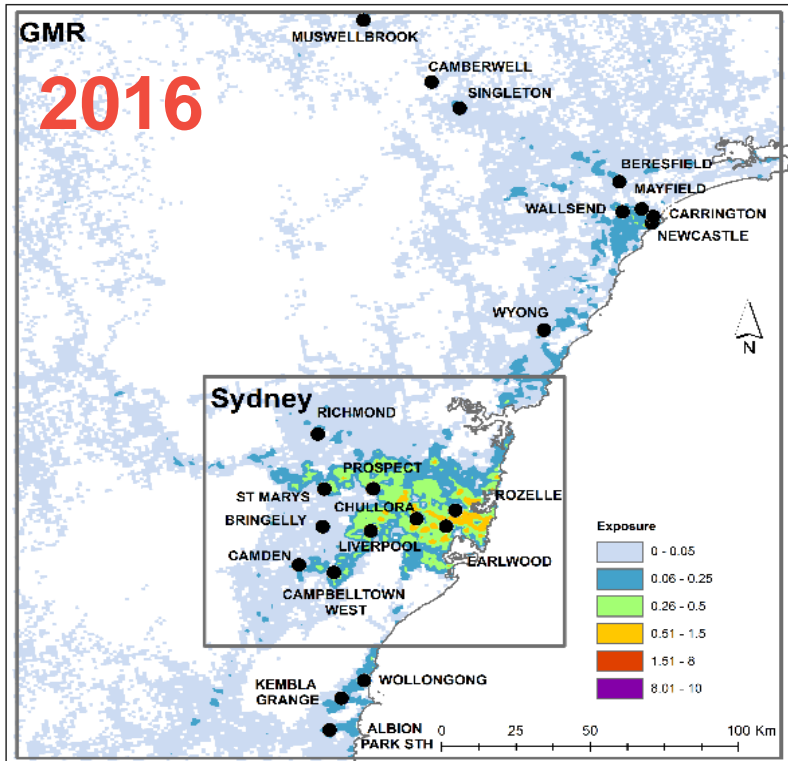 GMR
2016
MUSWELLBROOK
CAMBERWELL
SINGLETON
BERESFIELD
MAYFIELD
WALLSEND
CARRINGTON
NEWCASTLE
WYONG
N
Sydney
RICHMOND
PROSPECT
ST MARYS
ROZELLE
CHULLORA
BRINGELLY
LIVERPOOL
EARLWOOD
CAMDEN
CAMPBELLTOWN
WEST
Exposure
0 - 0.05
0.06 - 0.25
0.26 - 0.5
0.51 - 1.5
1.51 - 8
8.01 - 10
WOLLONGONG
KEMBLA
GRANGE
ALBION
PARK STH
0 25 50 100 Km